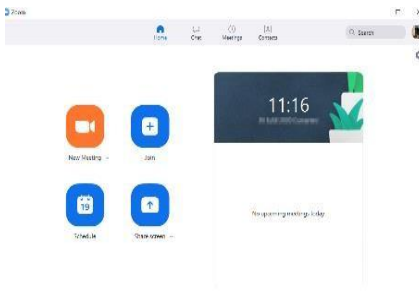 Zoom
Home
Chat
Meetings
Contacts
Search
11:16
New Meeting
Join
19
Schedule
Share screen
No upcoming meetings today